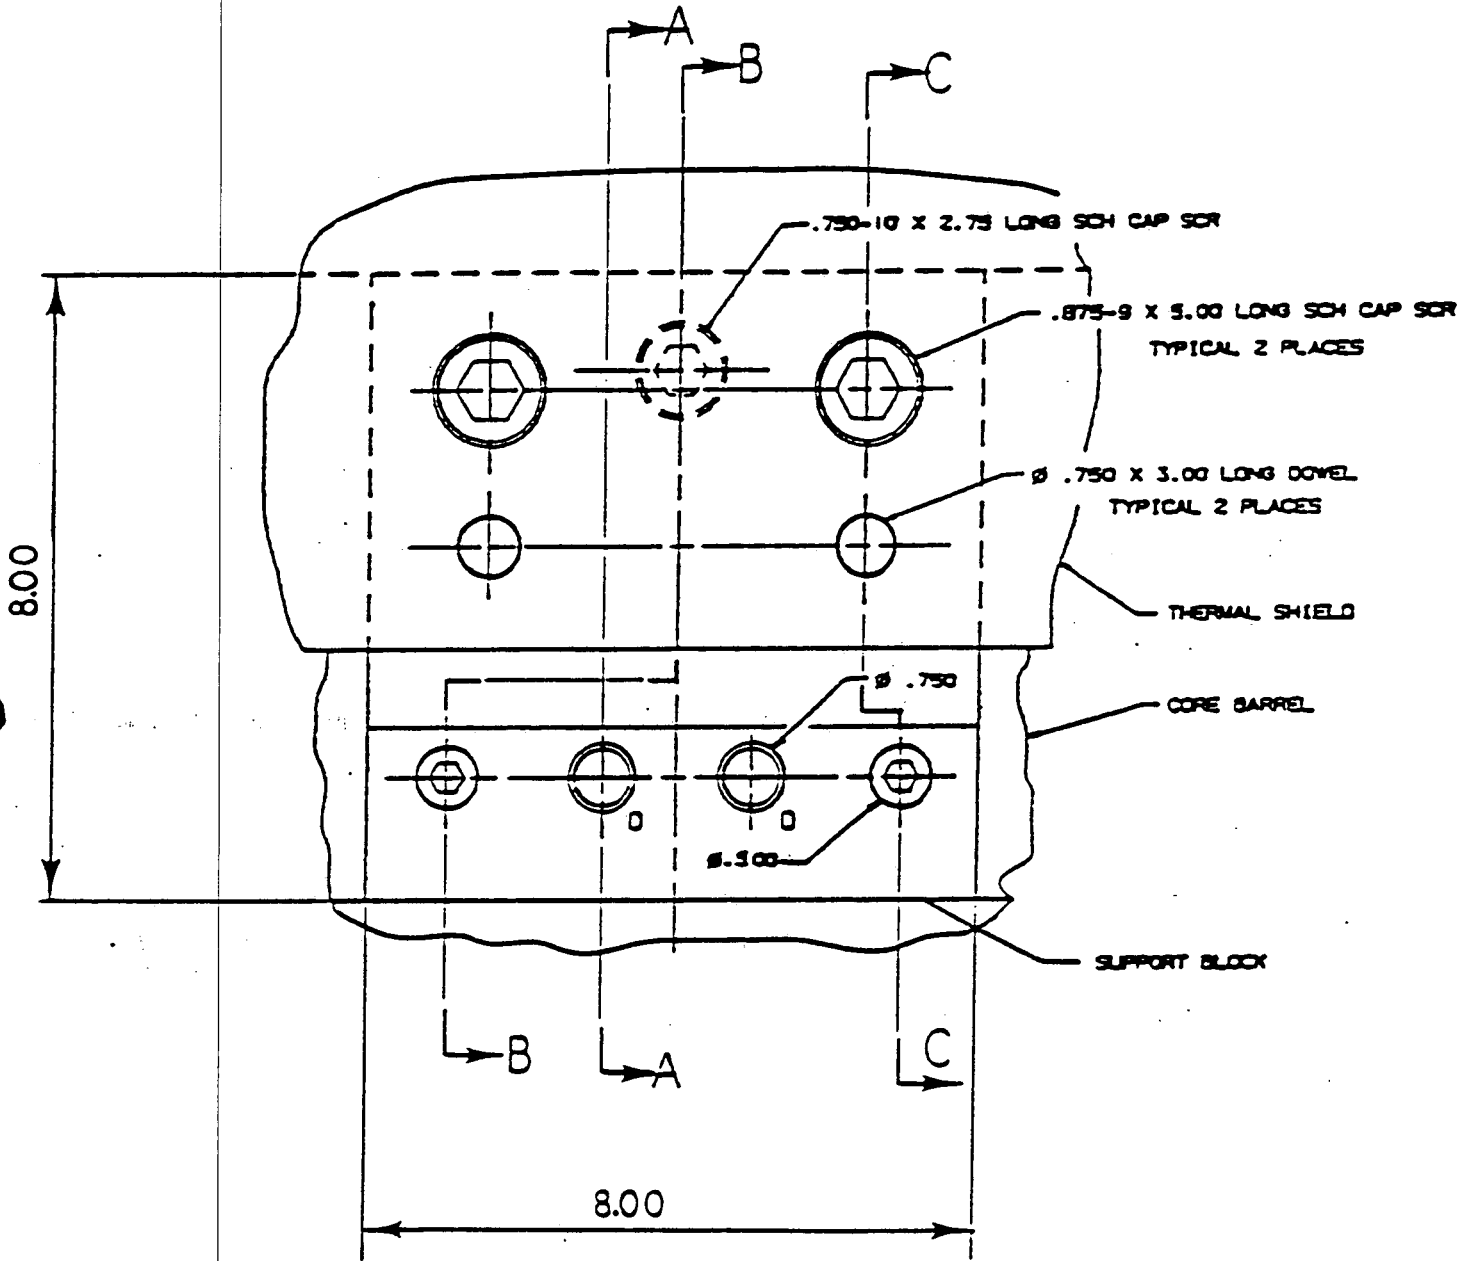 A
B
C
.750-10 X 2.75 LONG SCH CAP SCR
.875-9 X 5.00 LONG SCH CAP SCR
TYPICAL 2 PLACES
Ø .750 X 3.00 LONG DOWEL
TYPICAL 2 PLACES
8.00
THERMAL SHIELD
Ø .750
CORE BARREL
D
D
Ø.500
SUPPORT BLOCK
B
A
C
8.00